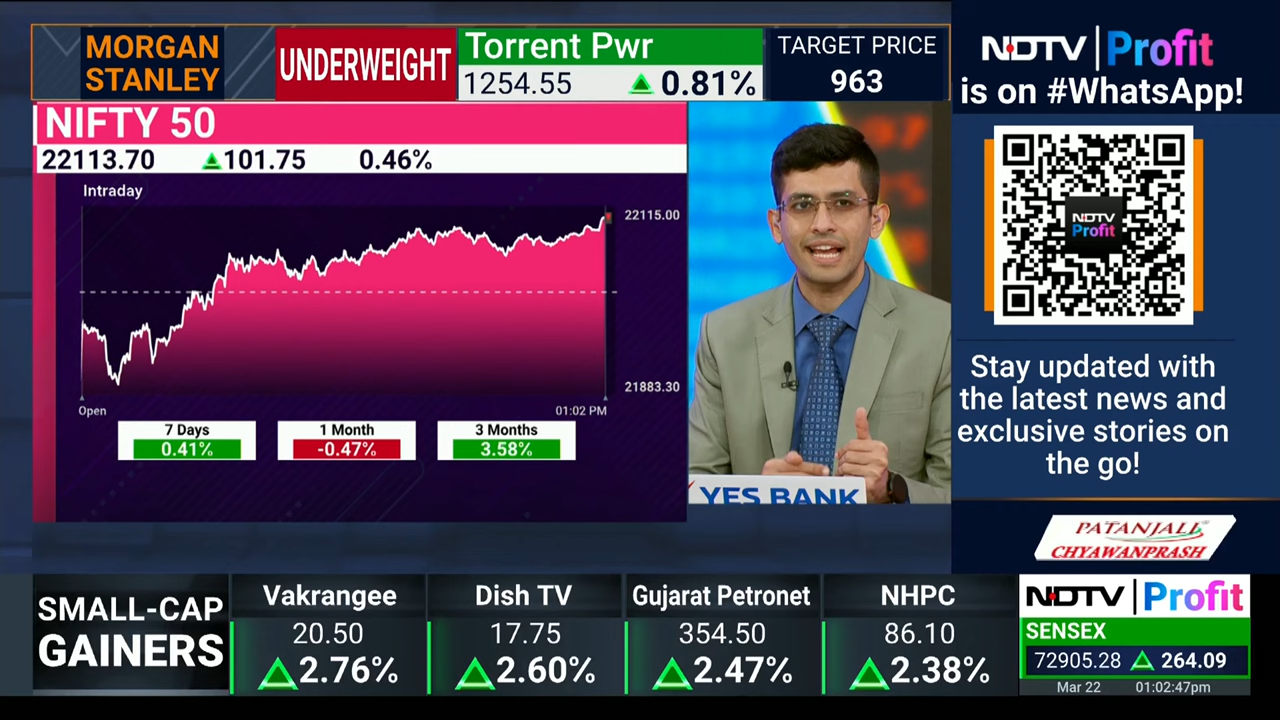 MORGAN
STANLEY
UNDERWEIGHT
Torrent Pwr
1254.55 ▲ 0.81%
TARGET PRICE
963
NDTV | Profit
is on #WhatsApp!
NIFTY 50
22113.70 ▲101.75 0.46%
Intraday
22115.00
21883.30
Open
01:02 PM
7 Days
0.41%
1 Month
-0.47%
3 Months
3.58%
YES BANK
NDTV
Profit
Stay updated with
the latest news and
exclusive stories on
the go!
PATANJALI
CHYAWANPRASH
SMALL-CAP
GAINERS
Vakrangee
20.50
▲2.76%
Dish TV
17.75
▲2.60%
Gujarat Petronet
354.50
▲2.47%
NHPC
86.10
▲2.38%
NDTV | Profit
SENSEX
72905.28 ▲ 264.09
Mar 22 01:02:47pm